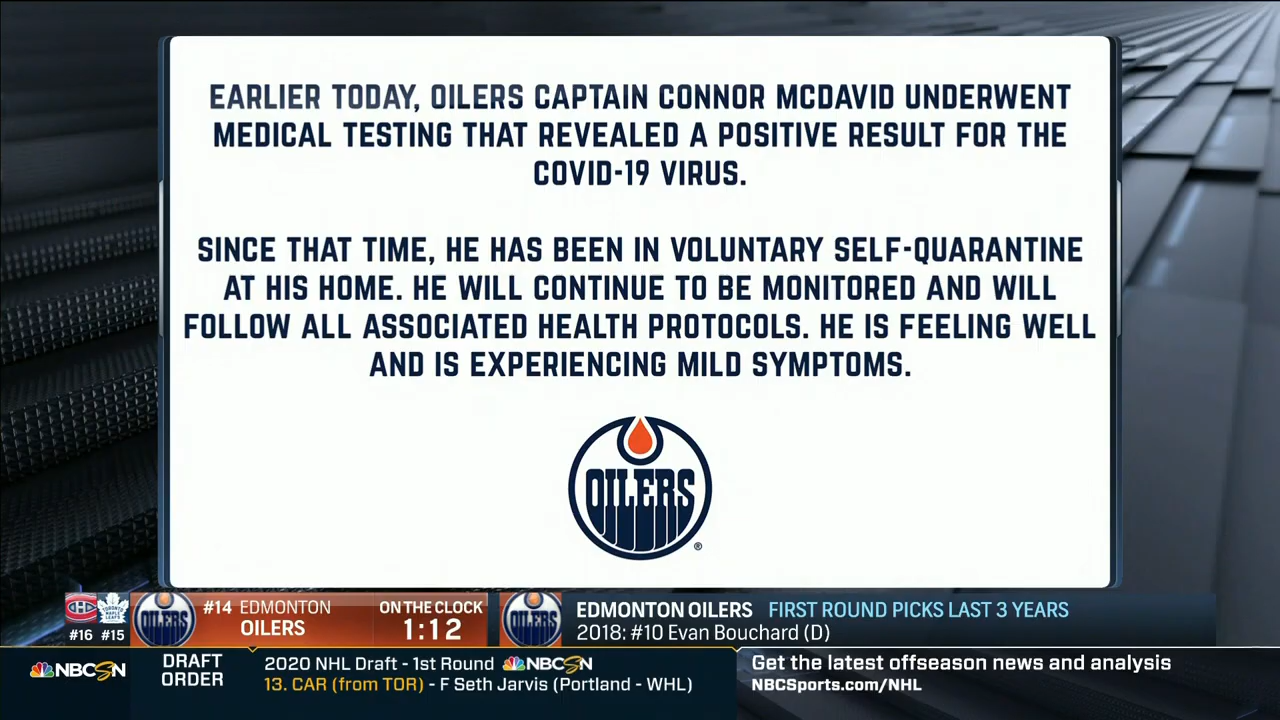 EARLIER TODAY, OILERS CAPTAIN CONNOR MCDAVID UNDERWENT
MEDICAL TESTING THAT REVEALED A POSITIVE RESULT FOR THE
COVID-19 VIRUS.
SINCE THAT TIME, HE HAS BEEN IN VOLUNTARY SELF-QUARANTINE
AT HIS HOME. HE WILL CONTINUE TO BE MONITORED AND WILL
FOLLOW ALL ASSOCIATED HEALTH PROTOCOLS. HE IS FEELING WELL
AND IS EXPERIENCING MILD SYMPTOMS.
OILERS
®
TORONTO MAPLE LEAFS
#16 #15
OILERS
#14 EDMONTON
OILERS
ON THE CLOCK
1:12
OILERS
EDMONTON OILERS FIRST ROUND PICKS LAST 3 YEARS
2018: #10 Evan Bouchard (D)
NBCSN
DRAFT
ORDER
2020 NHL Draft - 1st Round NBCSN
13. CAR (from TOR) - F Seth Jarvis (Portland - WHL)
Get the latest offseason news and analysis
NBCSports.com/NHL